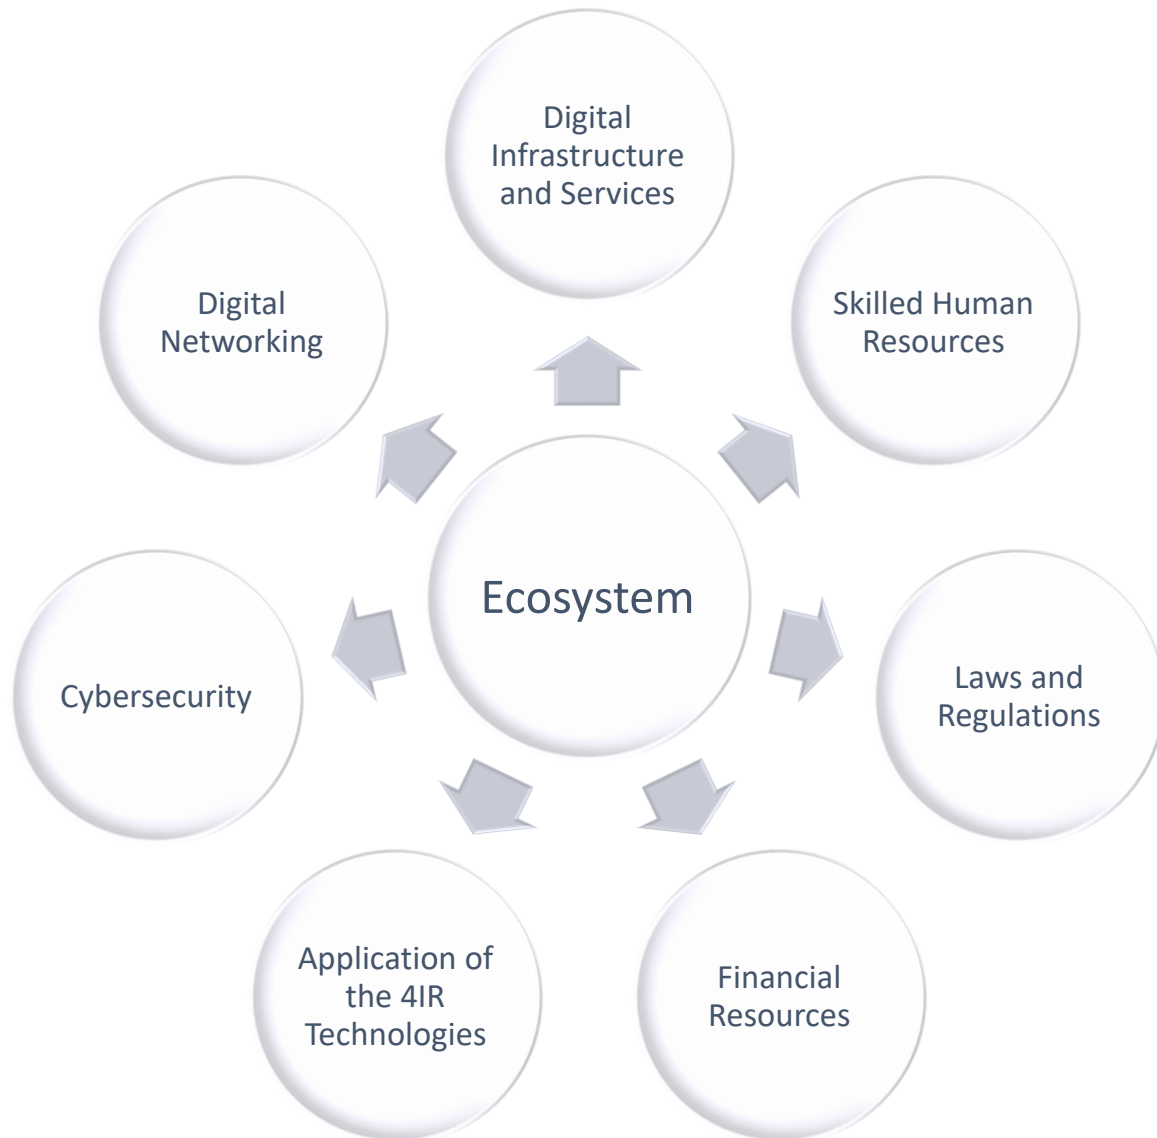 Digital
Infrastructure
and Services
Skilled Human
Resources
Laws and
Regulations
Financial
Resources
Application of
the 4IR
Technologies
Cybersecurity
Digital
Networking
Ecosystem